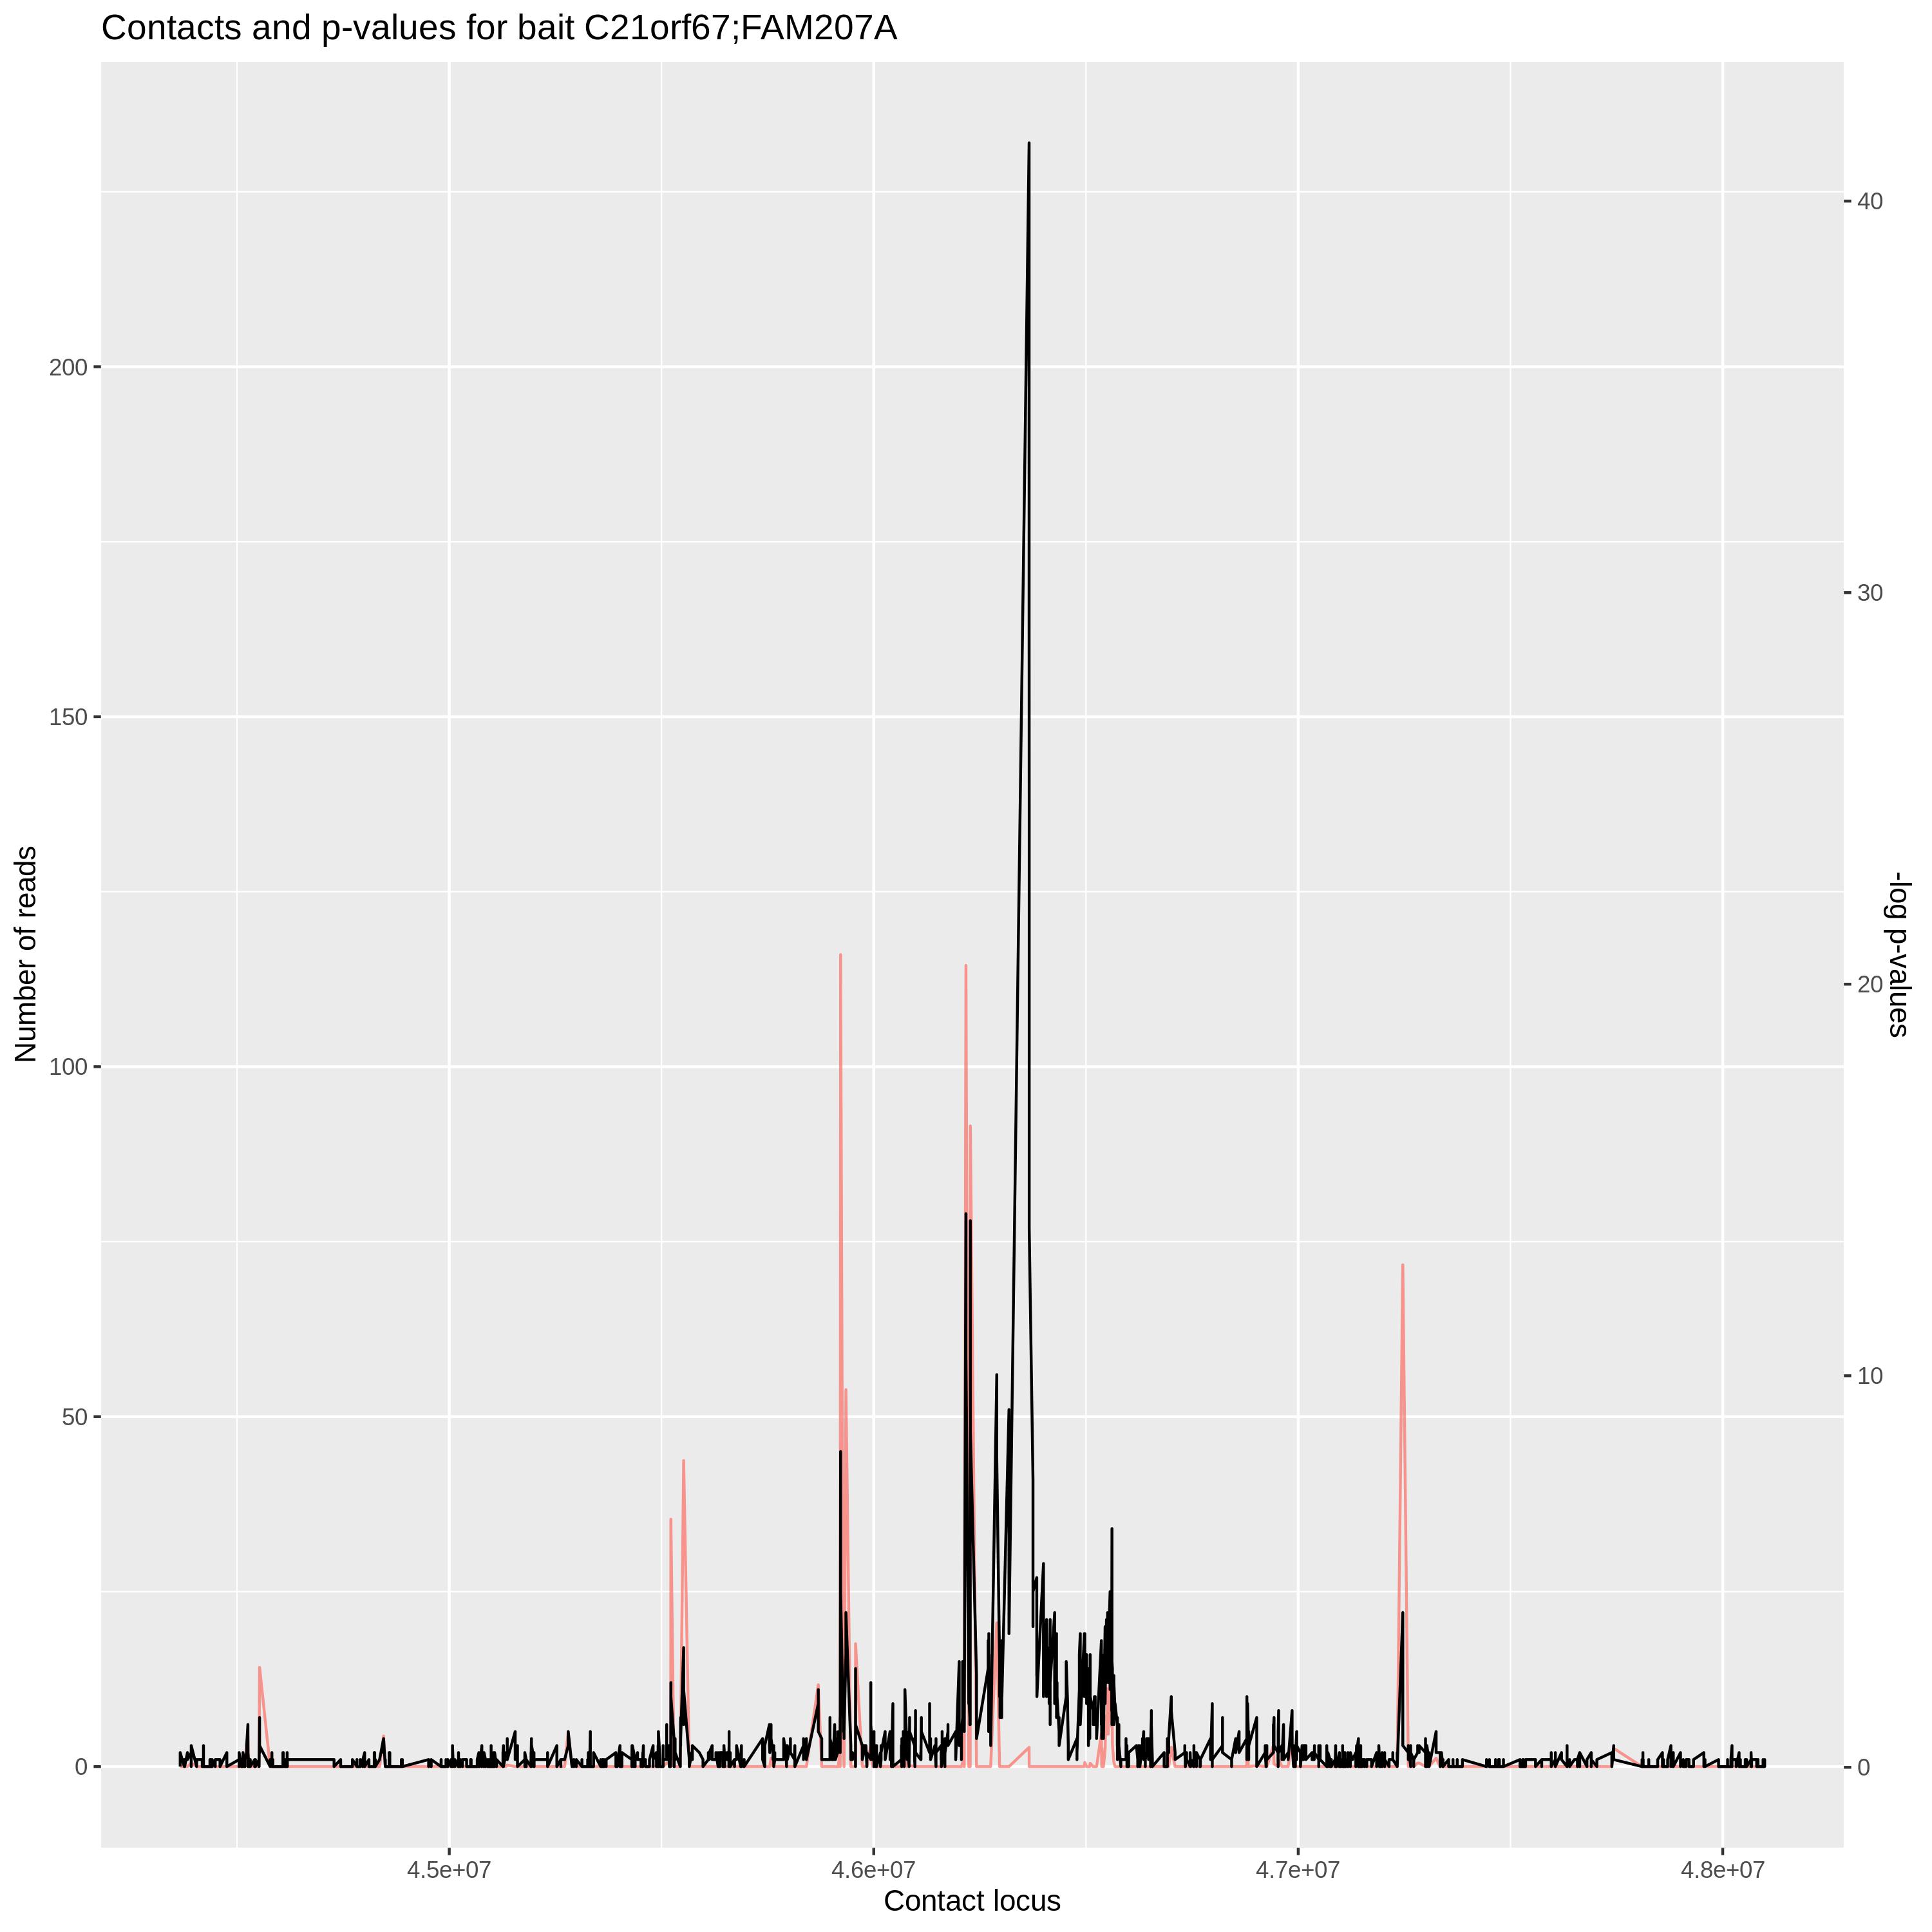 Contacts and p-values for bait C21orf67;FAM207A
Number of reads
200
150
100
50
0
40
30
20
10
0
-log p-values
4.5e+07
4.6e+07
4.7e+07
4.8e+07
Contact locus